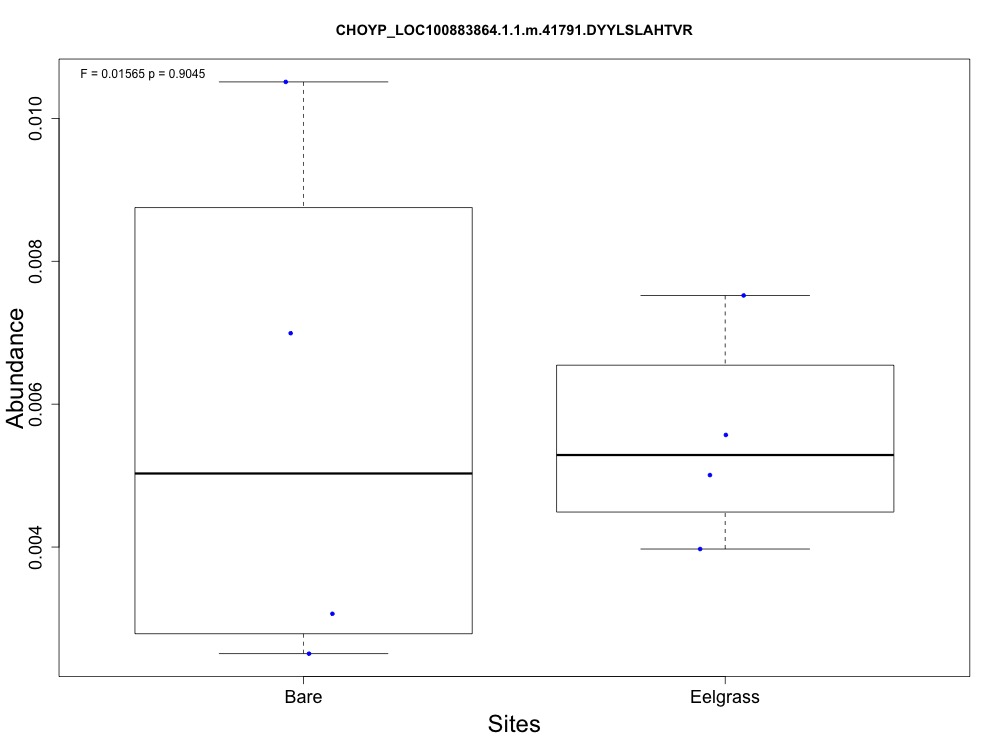 CHOYP_LOC100883864.1.1.m.41791.DYYLSLAHTVR
F = 0.01565 p = 0.9045
0.010
0.008
0.006
0.004
Abundance
Bare
Eelgrass
Sites